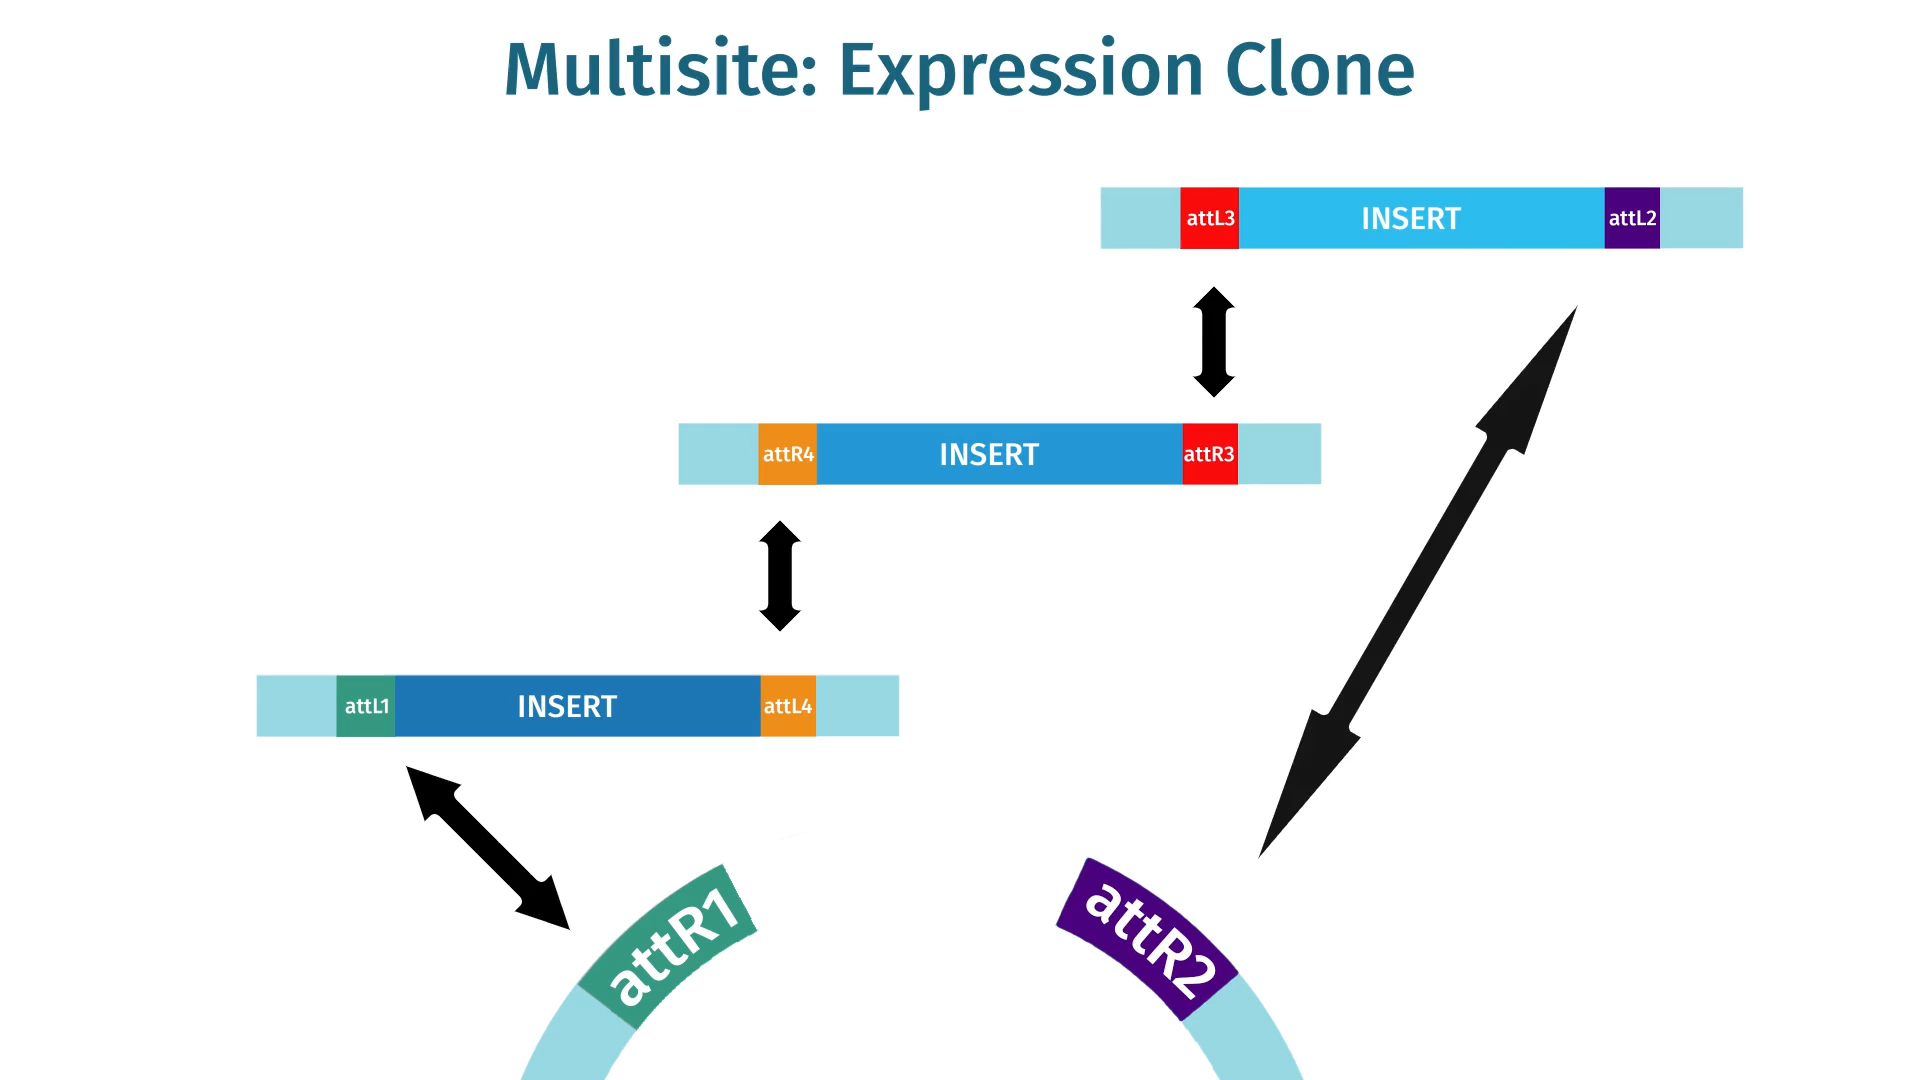 Multisite: Expression Clone
attL3 INSERT attL2
attR4 INSERT attR3
attL1 INSERT attL4
attR1
attR2